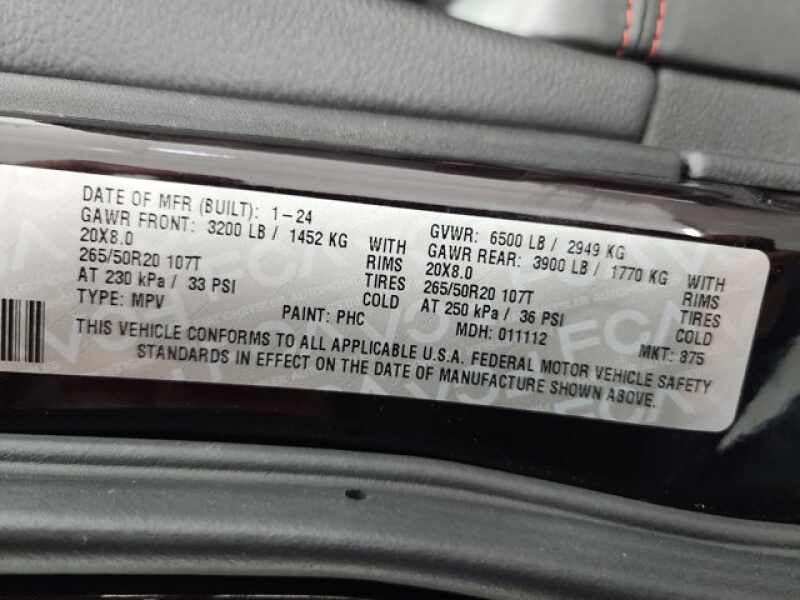 DATE OF MFR (BUILT): 1-24
GVWR: 6500 LB / 2949 KG
GAWR FRONT: 3200 LB / 1452 KG WITH
20X8.0 RIMS
265/50R20 107T TIRES
AT 230 kPa / 33 PSI COLD
GAWR REAR: 3900 LB / 1770 KG WITH
20X8.0 RIMS
265/50R20 107T TIRES
AT 250 kPa / 36 PSI COLD
TYPE: MPV PAINT: PHC MDH: 011112 MKT: 875
THIS VEHICLE CONFORMS TO ALL APPLICABLE U.S.A. FEDERAL MOTOR VEHICLE SAFETY
STANDARDS IN EFFECT ON THE DATE OF MANUFACTURE SHOWN ABOVE.